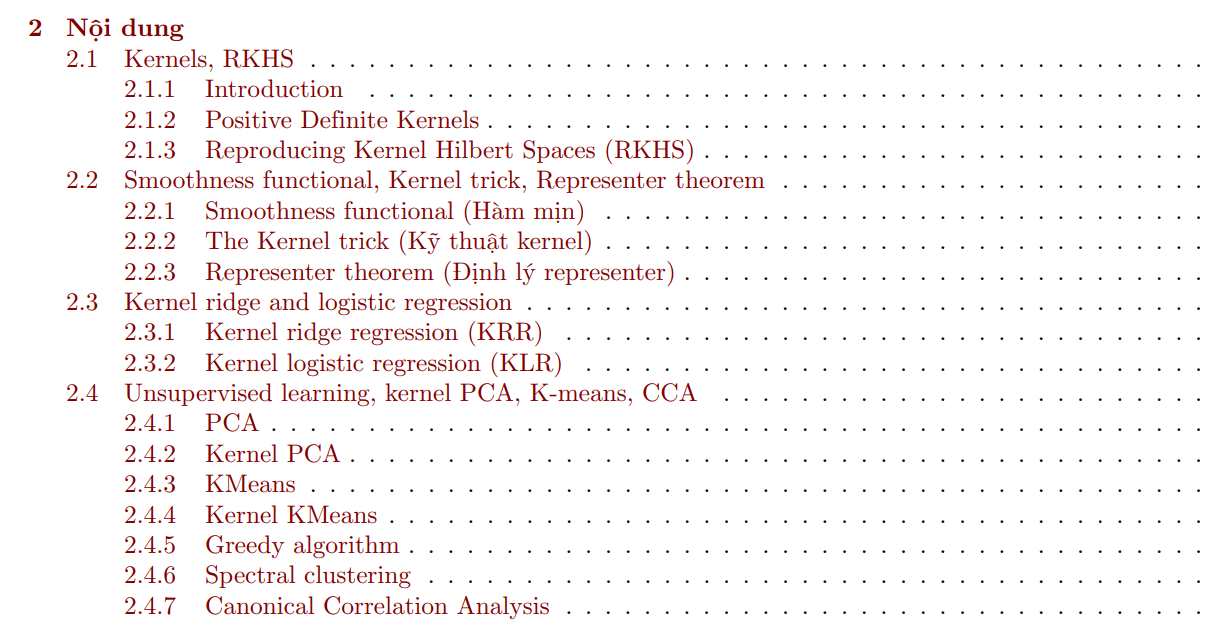 2 Nội dung
2.1 Kernels, RKHS . . . . . . . . . . . . . . . . . . . . . . . . . . . . . . . . . . . . . . . . . . . . . .
2.1.1 Introduction . . . . . . . . . . . . . . . . . . . . . . . . . . . . . . . . . . . . . . . . . . .
2.1.2 Positive Definite Kernels . . . . . . . . . . . . . . . . . . . . . . . . . . . . . . . . . . . . .
2.1.3 Reproducing Kernel Hilbert Spaces (RKHS) . . . . . . . . . . . . . . . . . . . . . . . . . .
2.2 Smoothness functional, Kernel trick, Representer theorem . . . . . . . . . . . . . . . . . . . . . .
2.2.1 Smoothness functional (Hàm mịn) . . . . . . . . . . . . . . . . . . . . . . . . . . . . . . .
2.2.2 The Kernel trick (Kỹ thuật kernel) . . . . . . . . . . . . . . . . . . . . . . . . . . . . . . .
2.2.3 Representer theorem (Định lý representer) . . . . . . . . . . . . . . . . . . . . . . . . . . .
2.3 Kernel ridge and logistic regression . . . . . . . . . . . . . . . . . . . . . . . . . . . . . . . . . . .
2.3.1 Kernel ridge regression (KRR) . . . . . . . . . . . . . . . . . . . . . . . . . . . . . . . . .
2.3.2 Kernel logistic regression (KLR) . . . . . . . . . . . . . . . . . . . . . . . . . . . . . . . .
2.4 Unsupervised learning, kernel PCA, K-means, CCA . . . . . . . . . . . . . . . . . . . . . . . . .
2.4.1 PCA . . . . . . . . . . . . . . . . . . . . . . . . . . . . . . . . . . . . . . . . . . . . . . . .
2.4.2 Kernel PCA . . . . . . . . . . . . . . . . . . . . . . . . . . . . . . . . . . . . . . . . . . . .
2.4.3 KMeans . . . . . . . . . . . . . . . . . . . . . . . . . . . . . . . . . . . . . . . . . . . . . .
2.4.4 Kernel KMeans . . . . . . . . . . . . . . . . . . . . . . . . . . . . . . . . . . . . . . . . . .
2.4.5 Greedy algorithm . . . . . . . . . . . . . . . . . . . . . . . . . . . . . . . . . . . . . . . . .
2.4.6 Spectral clustering . . . . . . . . . . . . . . . . . . . . . . . . . . . . . . . . . . . . . . . .
2.4.7 Canonical Correlation Analysis . . . . . . . . . . . . . . . . . . . . . . . . . . . . . . . . .